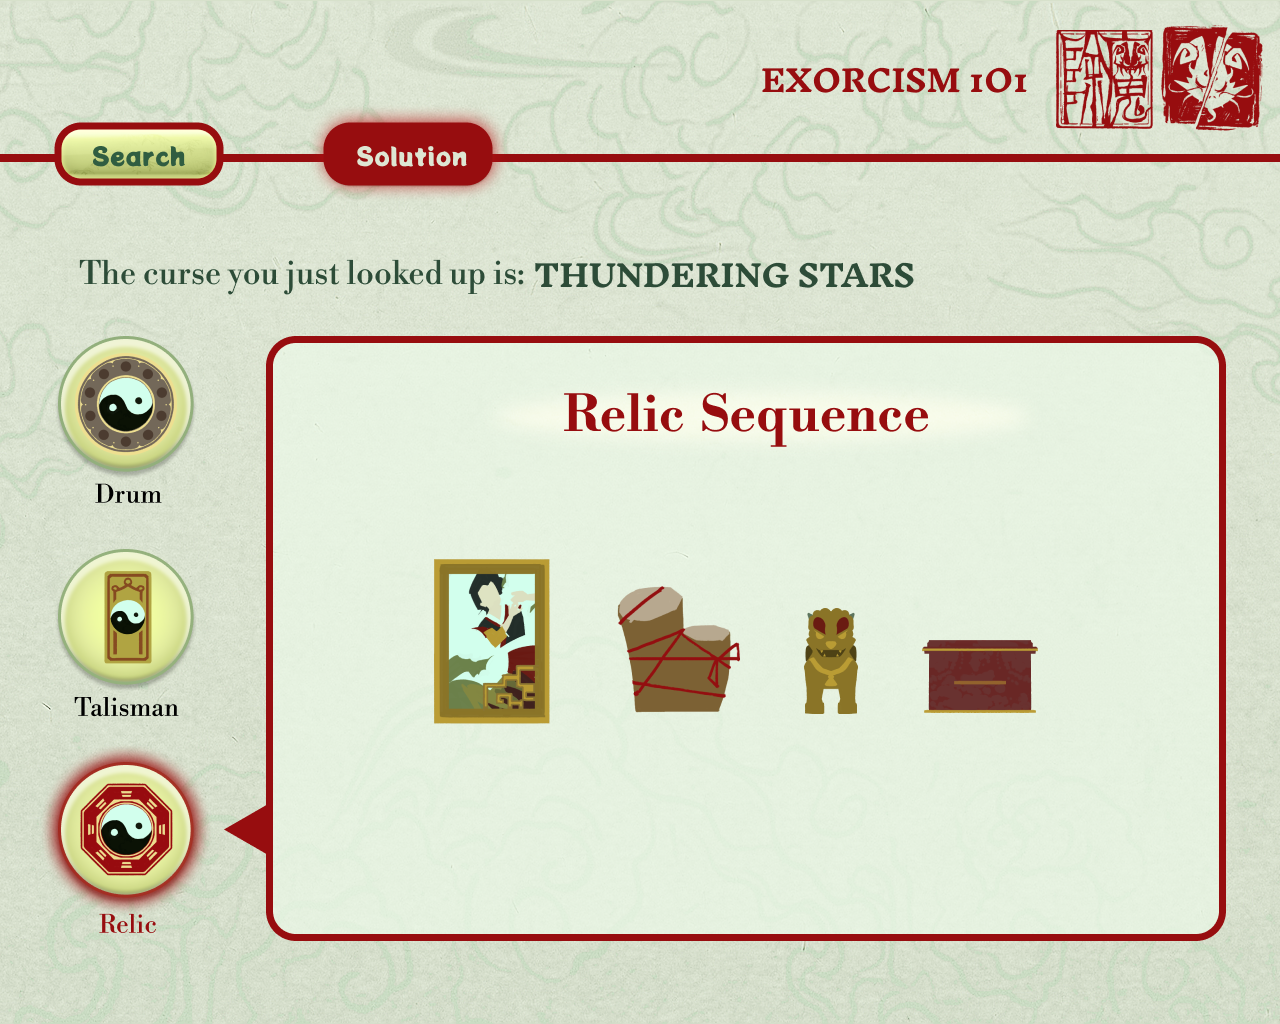 EXORCISM 101
Search
Solution
The curse you just looked up is: THUNDERING STARS
Relic Sequence
Drum
Talisman
Relic